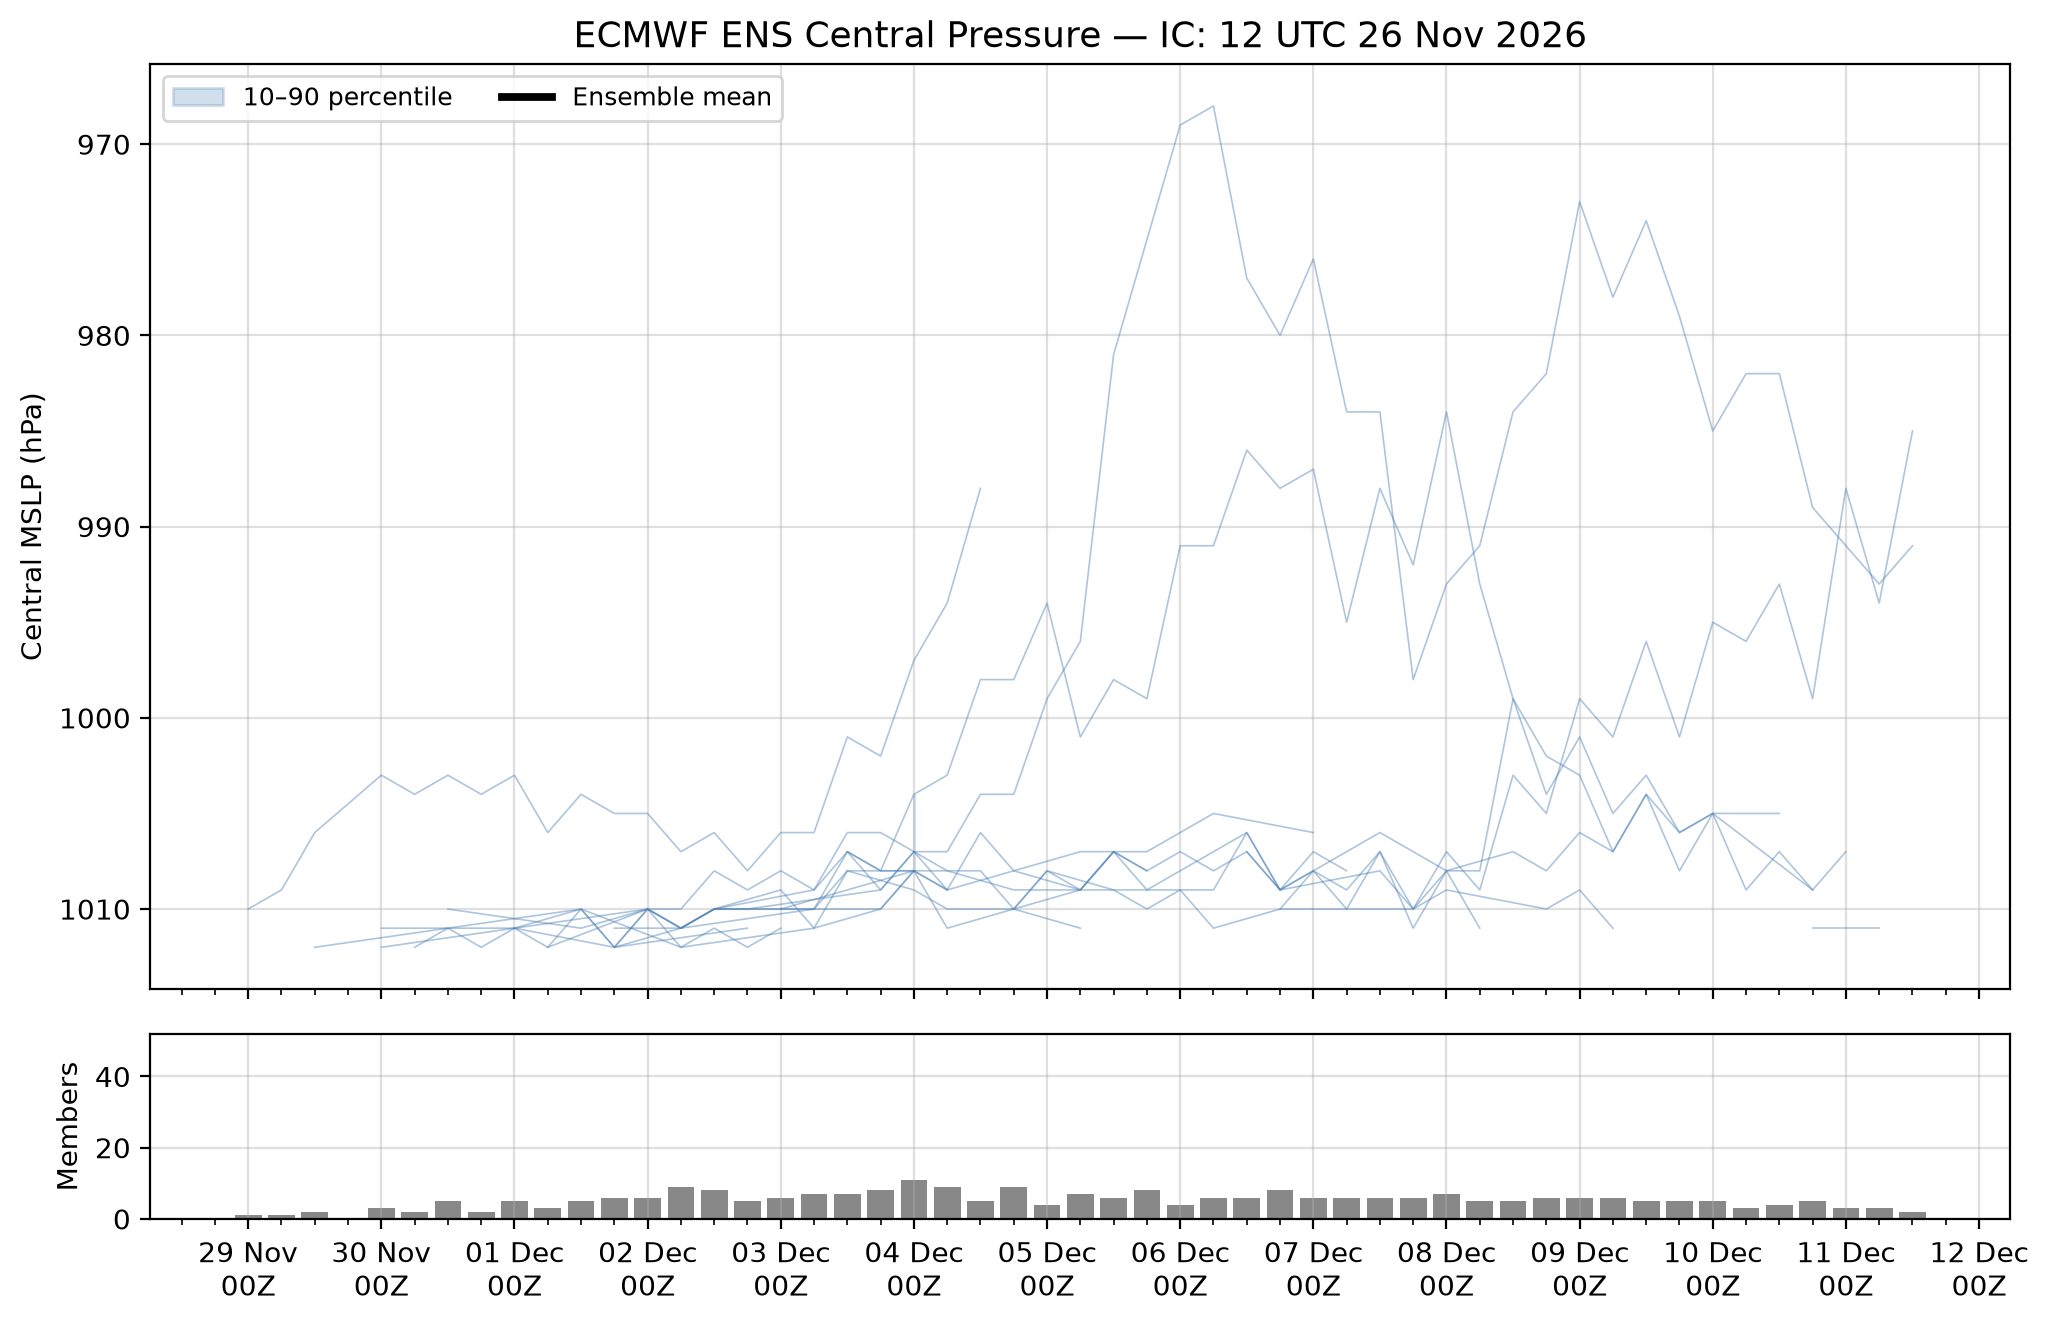 ECMWF ENS Central Pressure — IC: 12 UTC 26 Nov 2026
10–90 percentile
Ensemble mean
Central MSLP (hPa)
970
980
990
1000
1010
Members
40
20
0
29 Nov 30 Nov 01 Dec 02 Dec 03 Dec 04 Dec 05 Dec 06 Dec 07 Dec 08 Dec 09 Dec 10 Dec 11 Dec 12 Dec
00Z 00Z 00Z 00Z 00Z 00Z 00Z 00Z 00Z 00Z 00Z 00Z 00Z 00Z